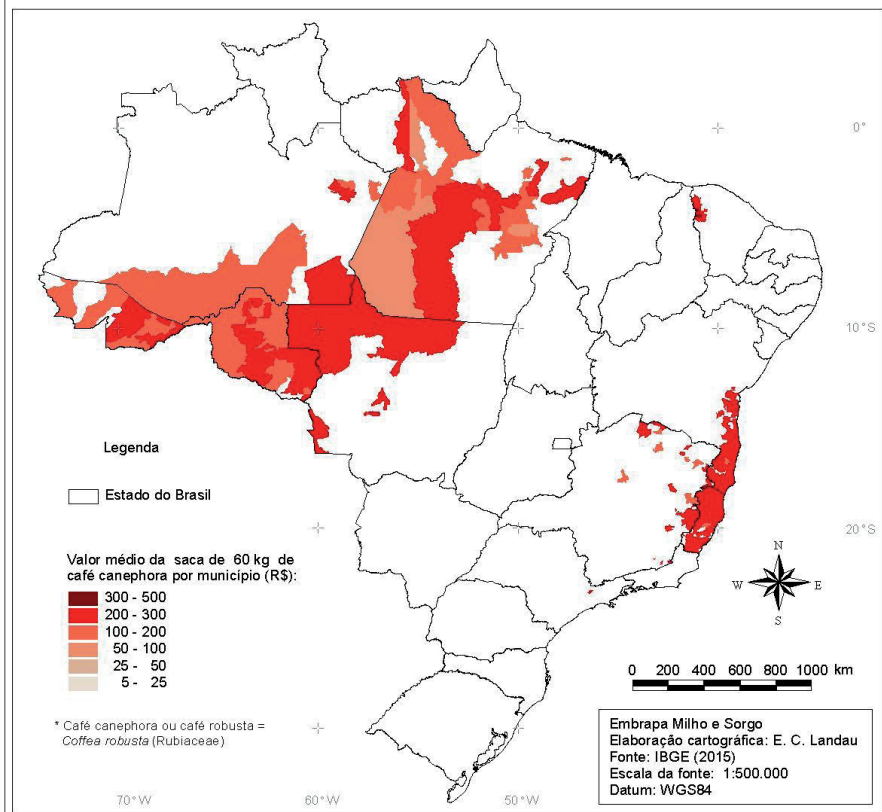 0°
10°S
Legenda
Estado do Brasil
20°S
Valor médio da saca de 60 kg de
café canephora por município (R$):
300 - 500
200 - 300
100 - 200
50 - 100
25 - 50
5 - 25
N
W E
S
0 200 400 600 800 1000 km
* Café canephora ou café robusta =
Coffea robusta (Rubiaceae)
Embrapa Milho e Sorgo
Elaboração cartográfica: E. C. Landau
Fonte: IBGE (2015)
Escala da fonte: 1:500.000
Datum: WGS84
70°W 60°W 50°W